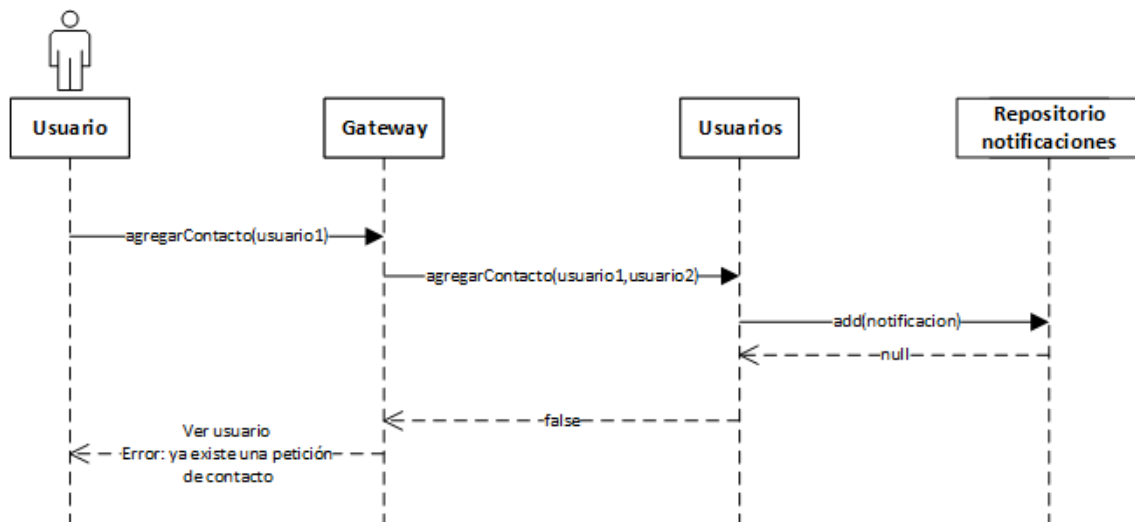 Usuario
Gateway
Usuarios
Repositorio
notificaciones
agregarContacto(usuario1)
agregarContacto(usuario1,usuario2)
add(notificacion)
null
false
Ver usuario
Error: ya existe una petición
de contacto